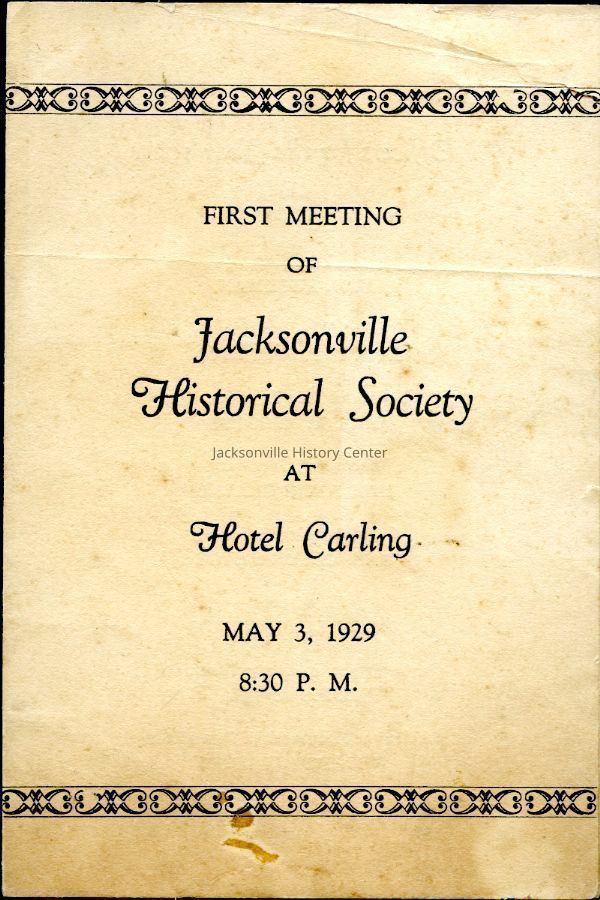 FIRST MEETING
OF
Jacksonville
Historical Society
Jacksonville History Center
AT
Hotel Carling
MAY 3, 1929
8:30 P. M.